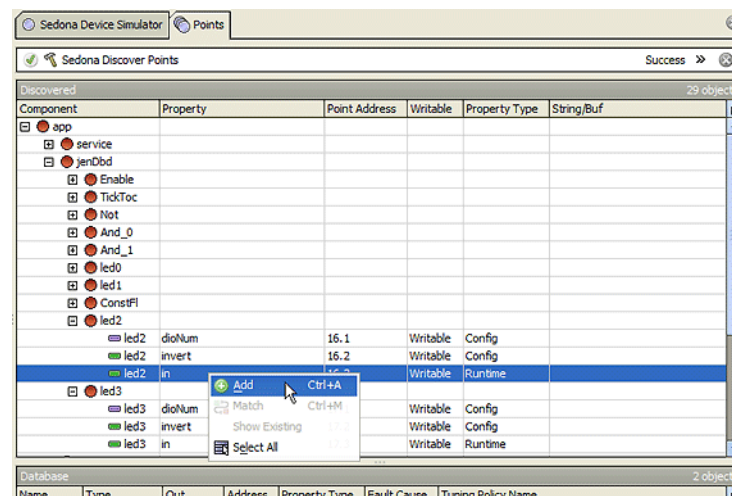 Sedona Device Simulator Points
Sedona Discover Points Success »
Discovered 29 object
Component Property Point Address Writable Property Type String/Buf
app
service
jenDbd
Enable
TickToc
Not
And_0
And_1
led0
led1
ConstFl
led2
led2 dioNum 16.1 Writable Config
led2 invert 16.2 Writable Config
led2 in Writable Runtime
Add Ctrl+A
led3
Match Ctrl+M
led3 dioNum Writable Config
Show Existing
led3 invert Writable Config
Select All
led3 in Writable Runtime
Database 2 object
Name Type Out Address Property Type Fault Cause Tuning Policy Name